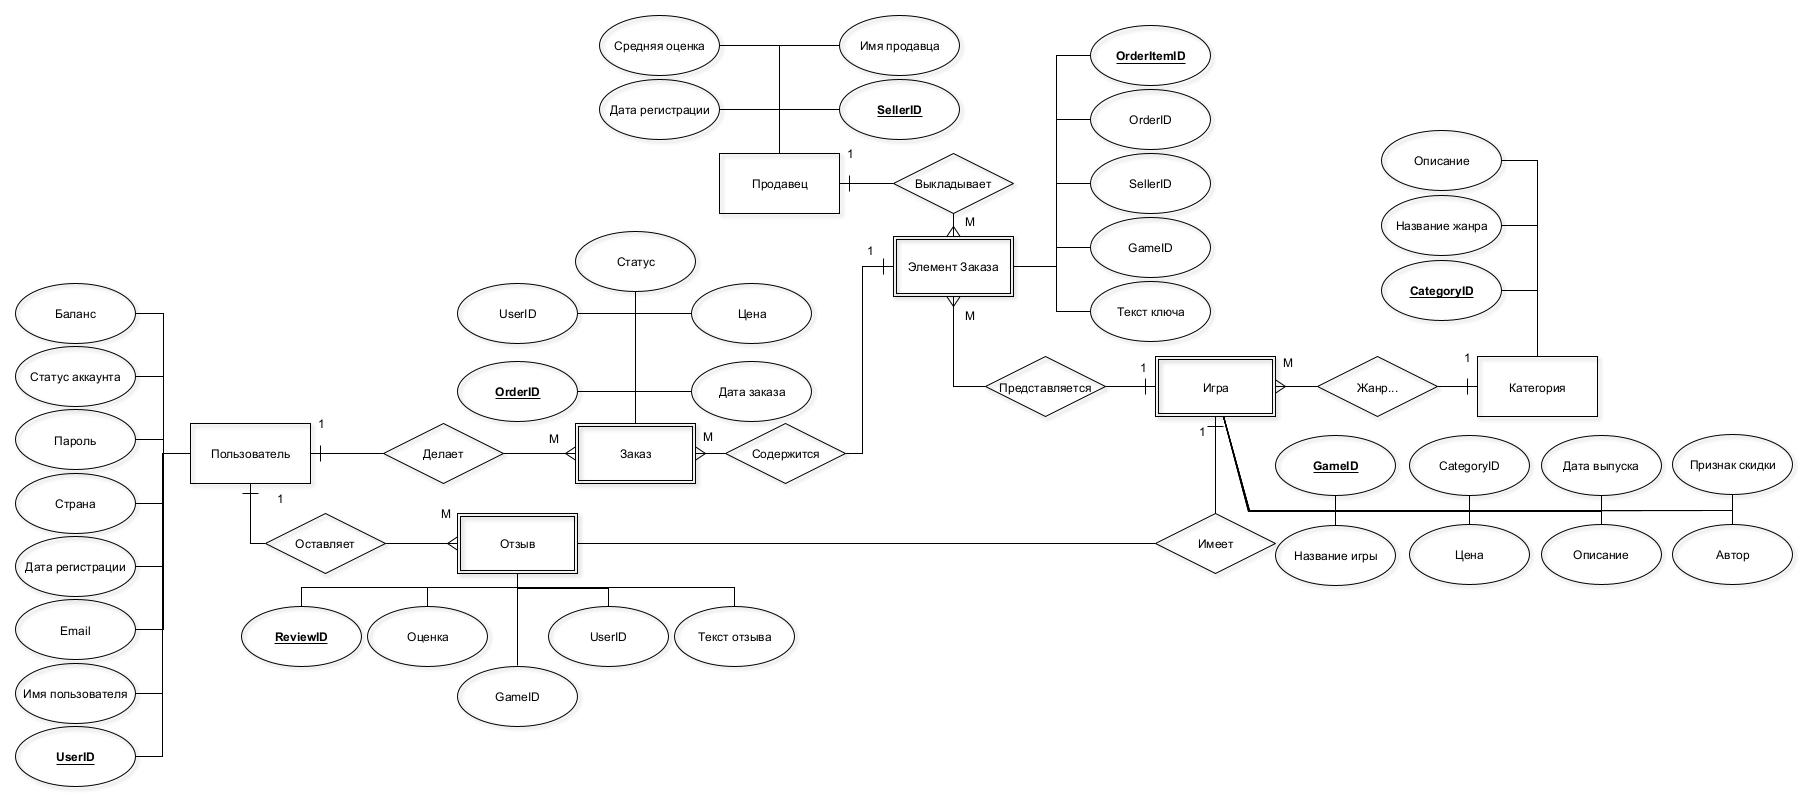 Средняя оценка
Имя продавца
Дата регистрации
SellerID
Продавец
1
Выкладывает
M
OrderItemID
OrderID
SellerID
GameID
Текст ключа
1
Элемент Заказа
M
Описание
Название жанра
CategoryID
Статус
UserID
Цена
OrderID
Дата заказа
Баланс
Статус аккаунта
Пароль
Страна
Дата регистрации
Email
Имя пользователя
UserID
Пользователь
1
Делает
M
Заказ
M
Содержится
Представляется
1
Игра
M
Жанр...
1
Категория
1
Оставляет
M
Отзыв
1
Имеет
GameID
CategoryID
Дата выпуска
Признак скидки
Название игры
Цена
Описание
Автор
ReviewID
Оценка
UserID
Текст отзыва
GameID